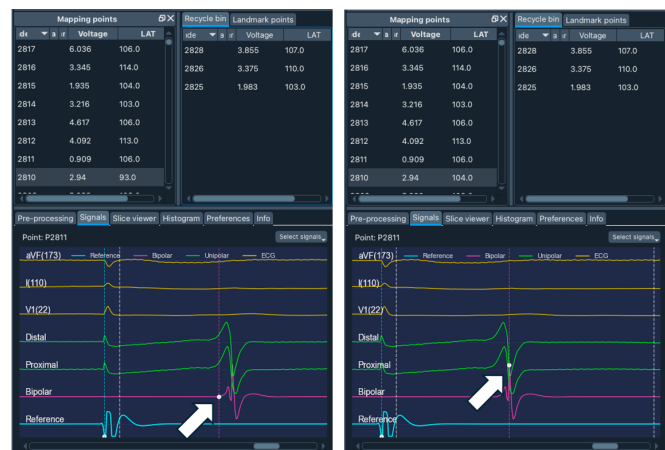 Mapping points
Recycle bin Landmark points
de a ır Voltage LAT
ıde a ır Voltage LAT
2817 6.036 106.0
2828 3.855 107.0
2816 3.345 114.0
2826 3.375 110.0
2815 1.935 104.0
2825 1.983 103.0
2814 3.216 103.0
2813 4.617 106.0
2812 4.092 113.0
2811 0.909 106.0
2810 2.94 93.0
Pre-processing Signals Slice viewer Histogram Preferences Info
Point: P2811 Select signals
aVF(173) Reference Bipolar Unipolar ECG
I(110)
V1(22)
Distal
Proximal
Bipolar
Reference
Mapping points
Recycle bin Landmark points
de a ır Voltage LAT
ıde a ır Voltage LAT
2817 6.036 106.0
2828 3.855 107.0
2816 3.345 114.0
2826 3.375 110.0
2815 1.935 104.0
2825 1.983 103.0
2814 3.216 103.0
2813 4.617 106.0
2812 4.092 113.0
2811 0.909 106.0
2810 2.94 104.0
Pre-processing Signals Slice viewer Histogram Preferences Info
Point: P2811 Select signals
aVF(173) Reference Bipolar Unipolar ECG
I(110)
V1(22)
Distal
Proximal
Bipolar
Reference